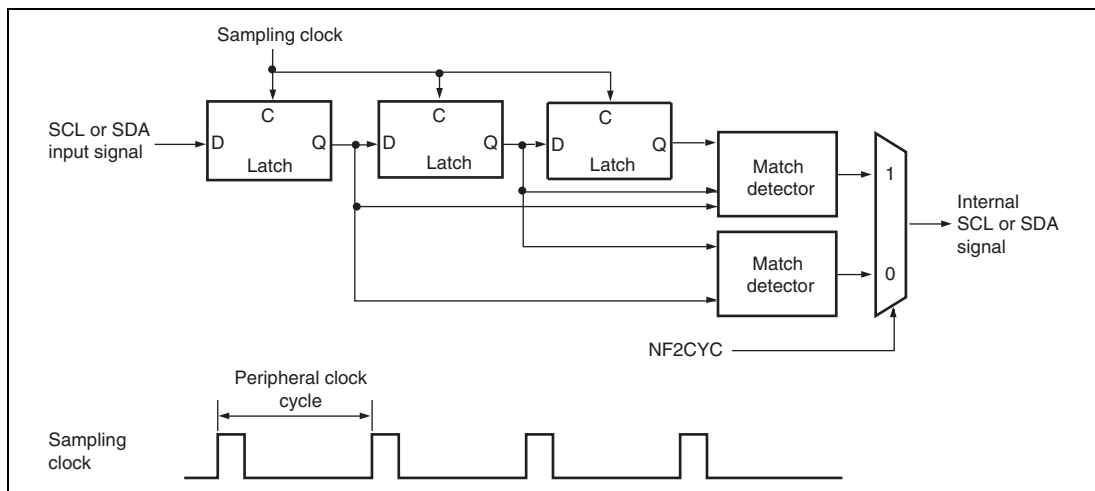 Sampling clock
SCL or SDA
input signal
D
C
Q
Latch
D
C
Q
Latch
D
C
Q
Latch
Match
detector
1
Internal
SCL or SDA
signal
Match
detector
0
NF2CYC
Peripheral clock
cycle
Sampling
clock